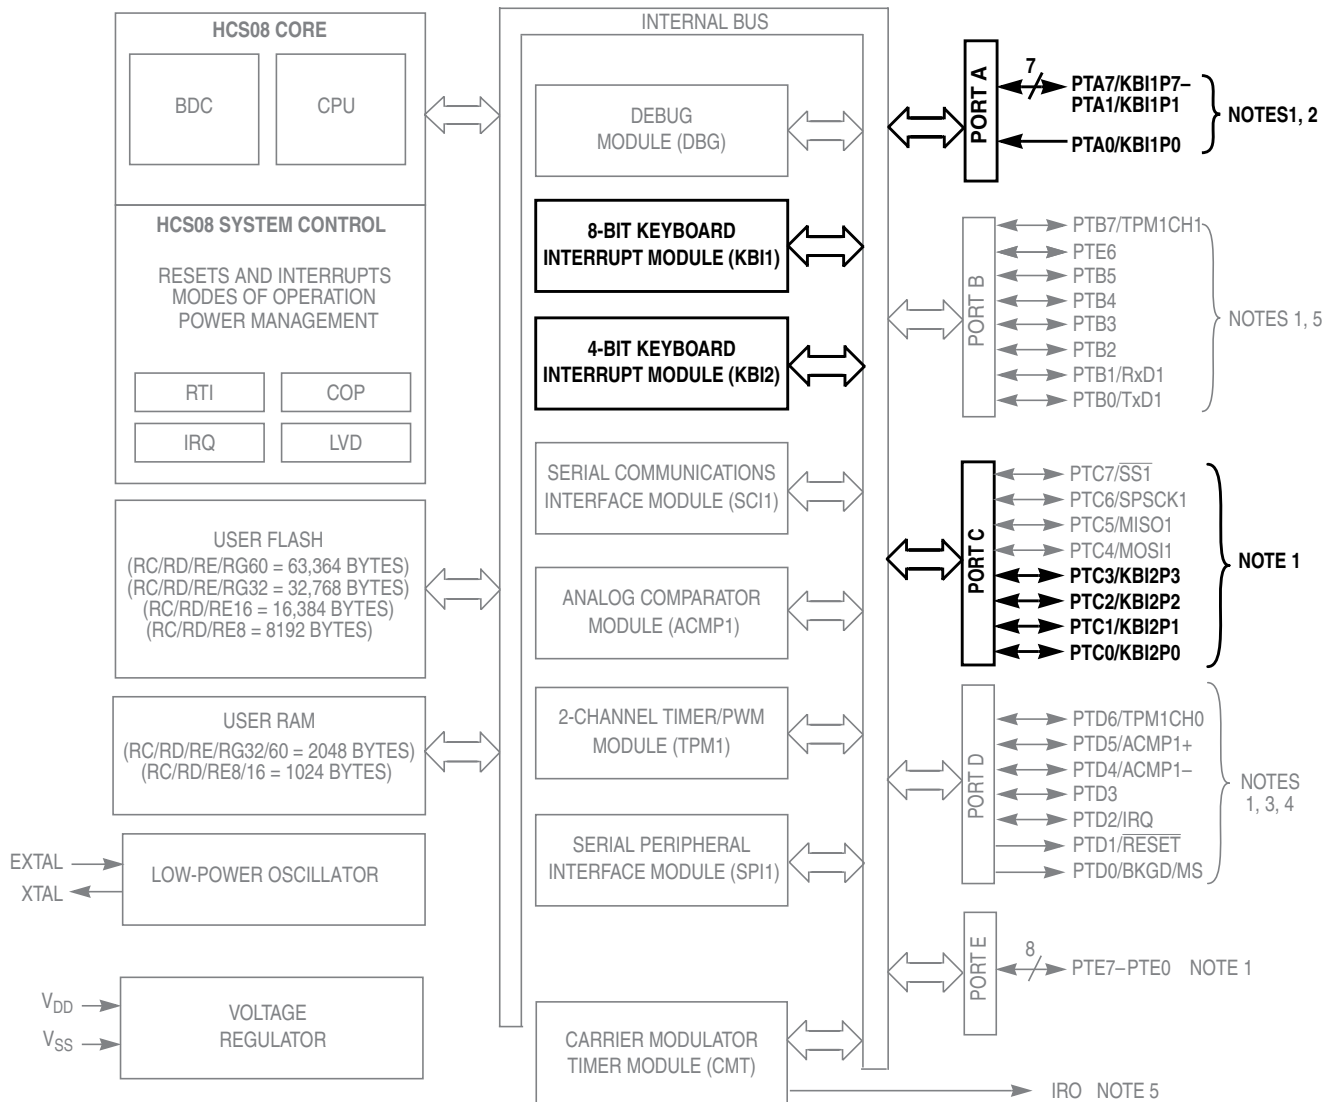 HCS08 CORE
BDC
CPU
HCS08 SYSTEM CONTROL
RESETS AND INTERRUPTS
MODES OF OPERATION
POWER MANAGEMENT
RTI
COP
IRQ
LVD
USER FLASH
(RC/RD/RE/RG60 = 63,364 BYTES)
(RC/RD/RE/RG32 = 32,768 BYTES)
(RC/RD/RE16 = 16,384 BYTES)
(RC/RD/RE8 = 8192 BYTES)
USER RAM
(RC/RD/RE/RG32/60 = 2048 BYTES)
(RC/RD/RE8/16 = 1024 BYTES)
EXTAL
XTAL
LOW-POWER OSCILLATOR
VDD
VSS
VOLTAGE
REGULATOR
INTERNAL BUS
DEBUG
MODULE (DBG)
8-BIT KEYBOARD
INTERRUPT MODULE (KBI1)
4-BIT KEYBOARD
INTERRUPT MODULE (KBI2)
SERIAL COMMUNICATIONS
INTERFACE MODULE (SCI1)
ANALOG COMPARATOR
MODULE (ACMP1)
2-CHANNEL TIMER/PWM
MODULE (TPM1)
SERIAL PERIPHERAL
INTERFACE MODULE (SPI1)
CARRIER MODULATOR
TIMER MODULE (CMT)
PORT A
7
PTA7/KBI1P7–
PTA1/KBI1P1
PTA0/KBI1P0
NOTES1, 2
PORT B
PTB7/TPM1CH1
PTE6
PTB5
PTB4
PTB3
PTB2
PTB1/RxD1
PTB0/TxD1
NOTES 1, 5
PORT C
PTC7/SS1
PTC6/SPSCK1
PTC5/MISO1
PTC4/MOSI1
PTC3/KBI2P3
PTC2/KBI2P2
PTC1/KBI2P1
PTC0/KBI2P0
NOTE 1
PORT D
PTD6/TPM1CH0
PTD5/ACMP1+
PTD4/ACMP1–
PTD3
PTD2/IRQ
PTD1/RESET
PTD0/BKGD/MS
NOTES
1, 3, 4
PORT E
8
PTE7–PTE0 NOTE 1
IRO NOTE 5